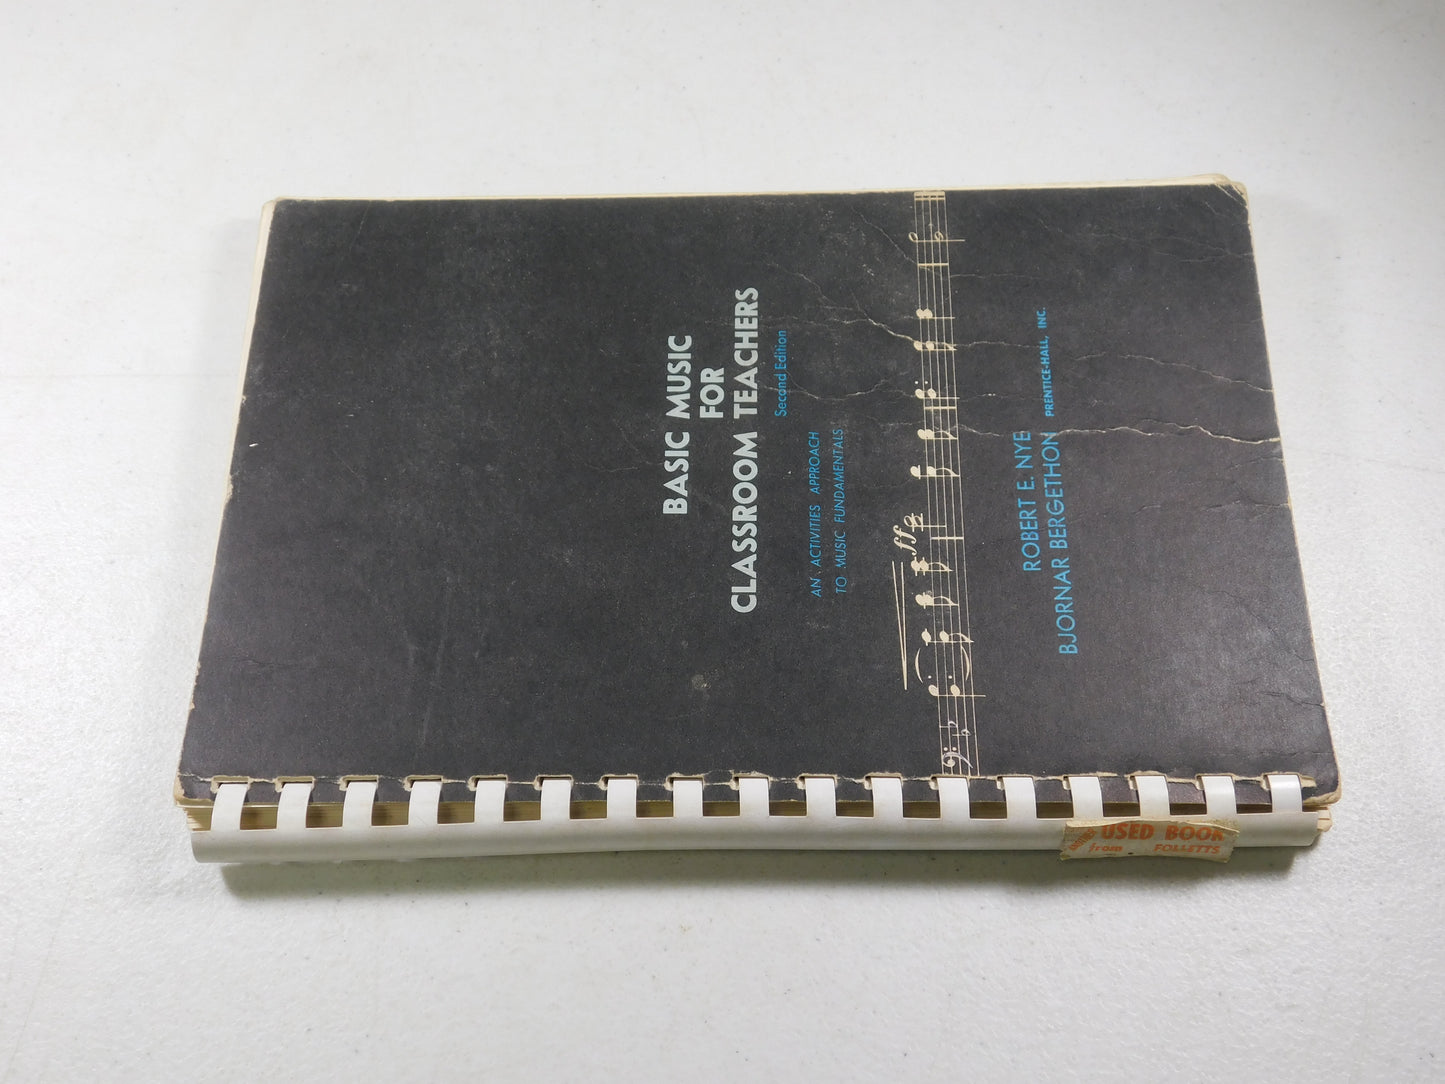 BASIC MUSIC
FOR
CLASSROOM TEACHERS
Second Edition
AN ACTIVITIES APPROACH
TO MUSIC FUNDAMENTALS
ff
ROBERT E. NYE
BJORNAR BERGETHON
PRENTICE-HALL, INC.
USED BOOK
from FOLLETTS